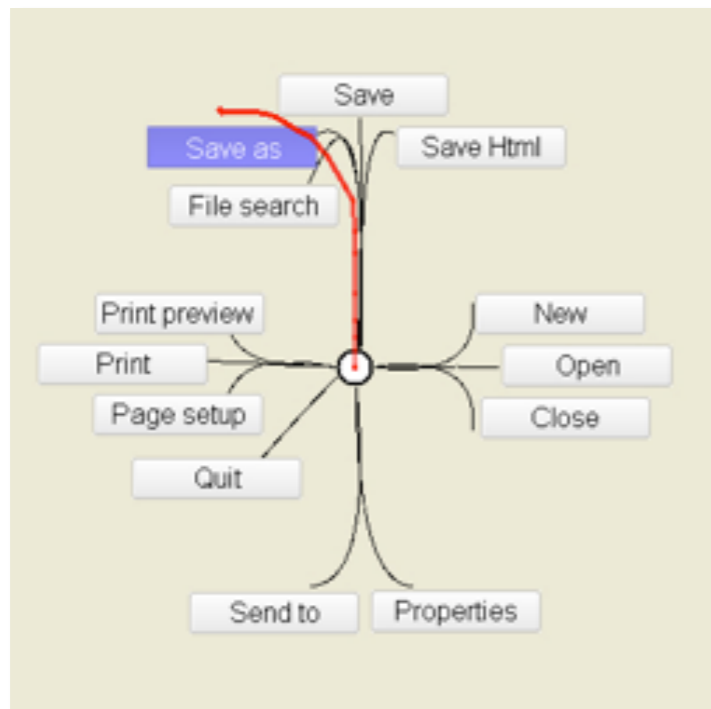 Save
Save as
Save Html
File search
Print preview
New
Print
Open
Page setup
Close
Quit
Send to
Properties